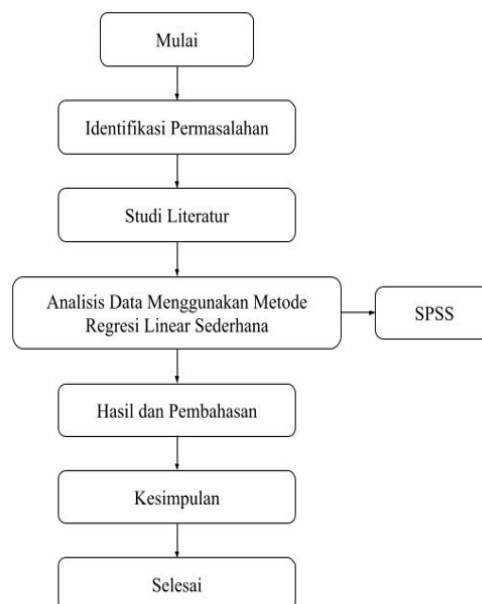 Mulai
Identifikasi Permasalahan
Studi Literatur
Analisis Data Menggunakan Metode
Regresi Linear Sederhana
SPSS
Hasil dan Pembahasan
Kesimpulan
Selesai